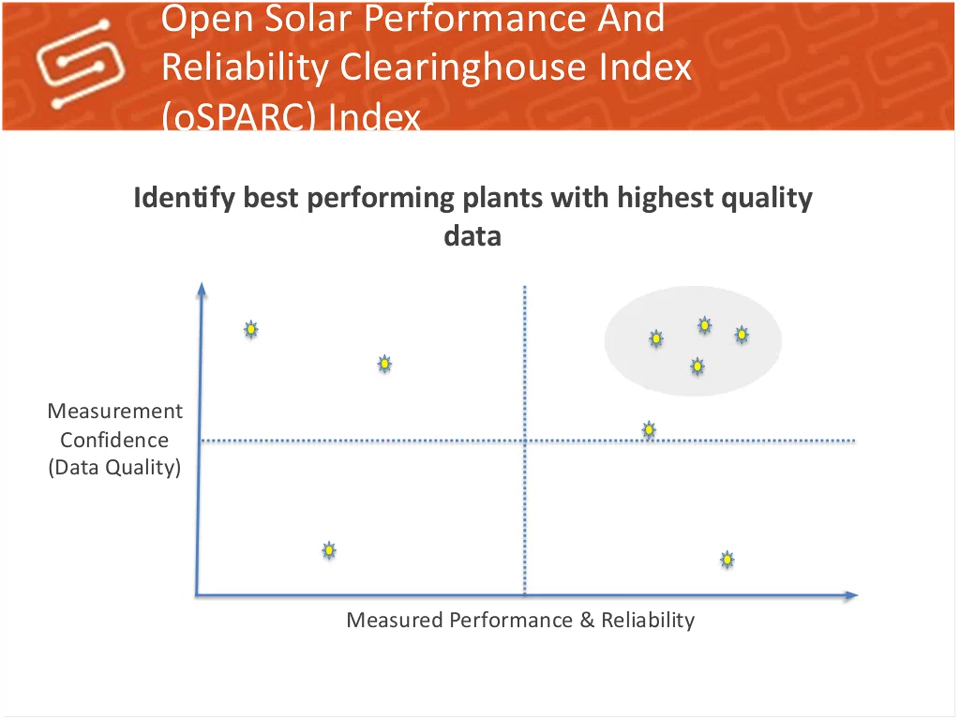 Open Solar Performance And
Reliability Clearinghouse Index
(oSPARC) Index
Identify best performing plants with highest quality
data
Measurement
Confidence
(Data Quality)
Measured Performance & Reliability